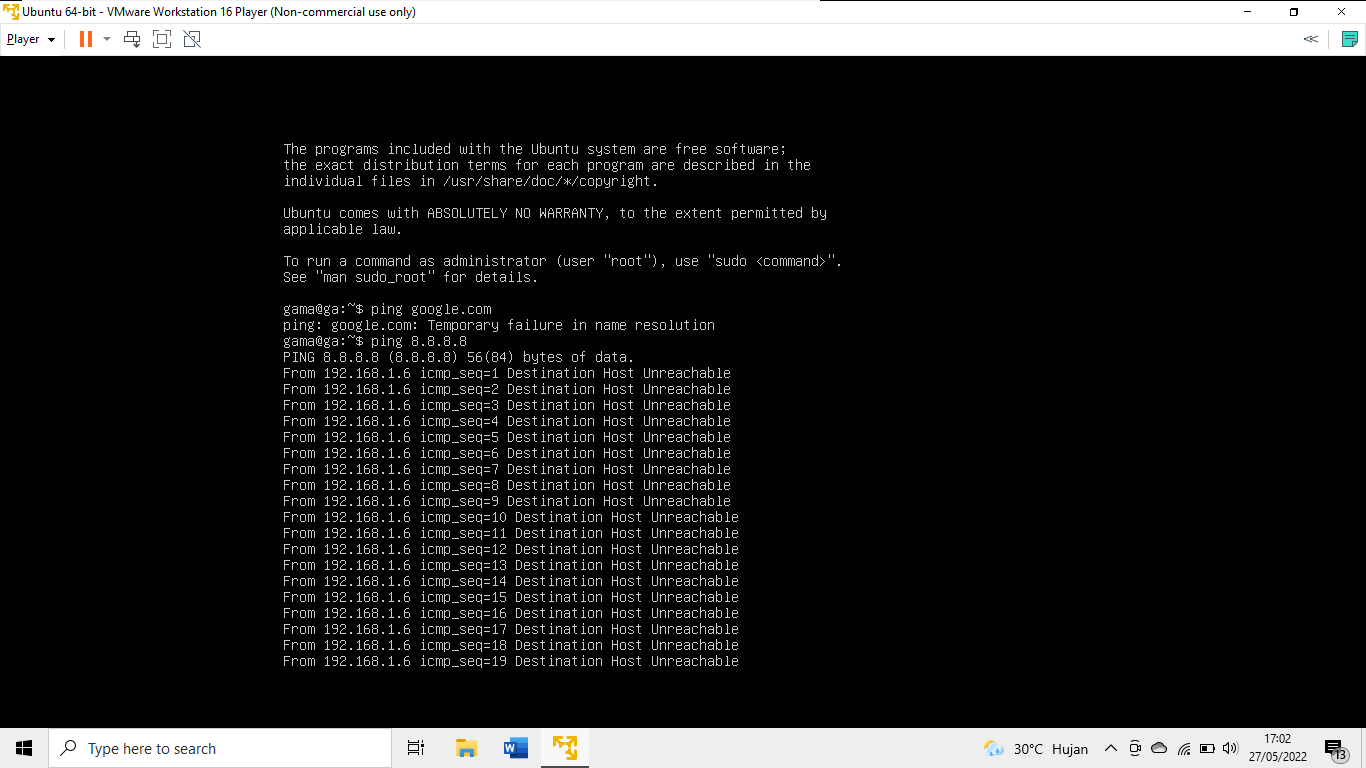 Ubuntu 64-bit - VMware Workstation 16 Player (Non-commercial use only)
Player
The programs included with the Ubuntu system are free software;
the exact distribution terms for each program are described in the
individual files in /usr/share/doc/*/copyright.
Ubuntu comes with ABSOLUTELY NO WARRANTY, to the extent permitted by
applicable law.
To run a command as administrator (user "root"), use "sudo <command>".
See "man sudo_root" for details.
gama@ga:~$ ping google.com
ping: google.com: Temporary failure in name resolution
gama@ga:~$ ping 8.8.8.8
PING 8.8.8.8 (8.8.8.8) 56(84) bytes of data.
From 192.168.1.6 icmp_seq=1 Destination Host Unreachable
From 192.168.1.6 icmp_seq=2 Destination Host Unreachable
From 192.168.1.6 icmp_seq=3 Destination Host Unreachable
From 192.168.1.6 icmp_seq=4 Destination Host Unreachable
From 192.168.1.6 icmp_seq=5 Destination Host Unreachable
From 192.168.1.6 icmp_seq=6 Destination Host Unreachable
From 192.168.1.6 icmp_seq=7 Destination Host Unreachable
From 192.168.1.6 icmp_seq=8 Destination Host Unreachable
From 192.168.1.6 icmp_seq=9 Destination Host Unreachable
From 192.168.1.6 icmp_seq=10 Destination Host Unreachable
From 192.168.1.6 icmp_seq=11 Destination Host Unreachable
From 192.168.1.6 icmp_seq=12 Destination Host Unreachable
From 192.168.1.6 icmp_seq=13 Destination Host Unreachable
From 192.168.1.6 icmp_seq=14 Destination Host Unreachable
From 192.168.1.6 icmp_seq=15 Destination Host Unreachable
From 192.168.1.6 icmp_seq=16 Destination Host Unreachable
From 192.168.1.6 icmp_seq=17 Destination Host Unreachable
From 192.168.1.6 icmp_seq=18 Destination Host Unreachable
From 192.168.1.6 icmp_seq=19 Destination Host Unreachable
Type here to search
W
30°C Hujan
17:02
27/05/2022
13